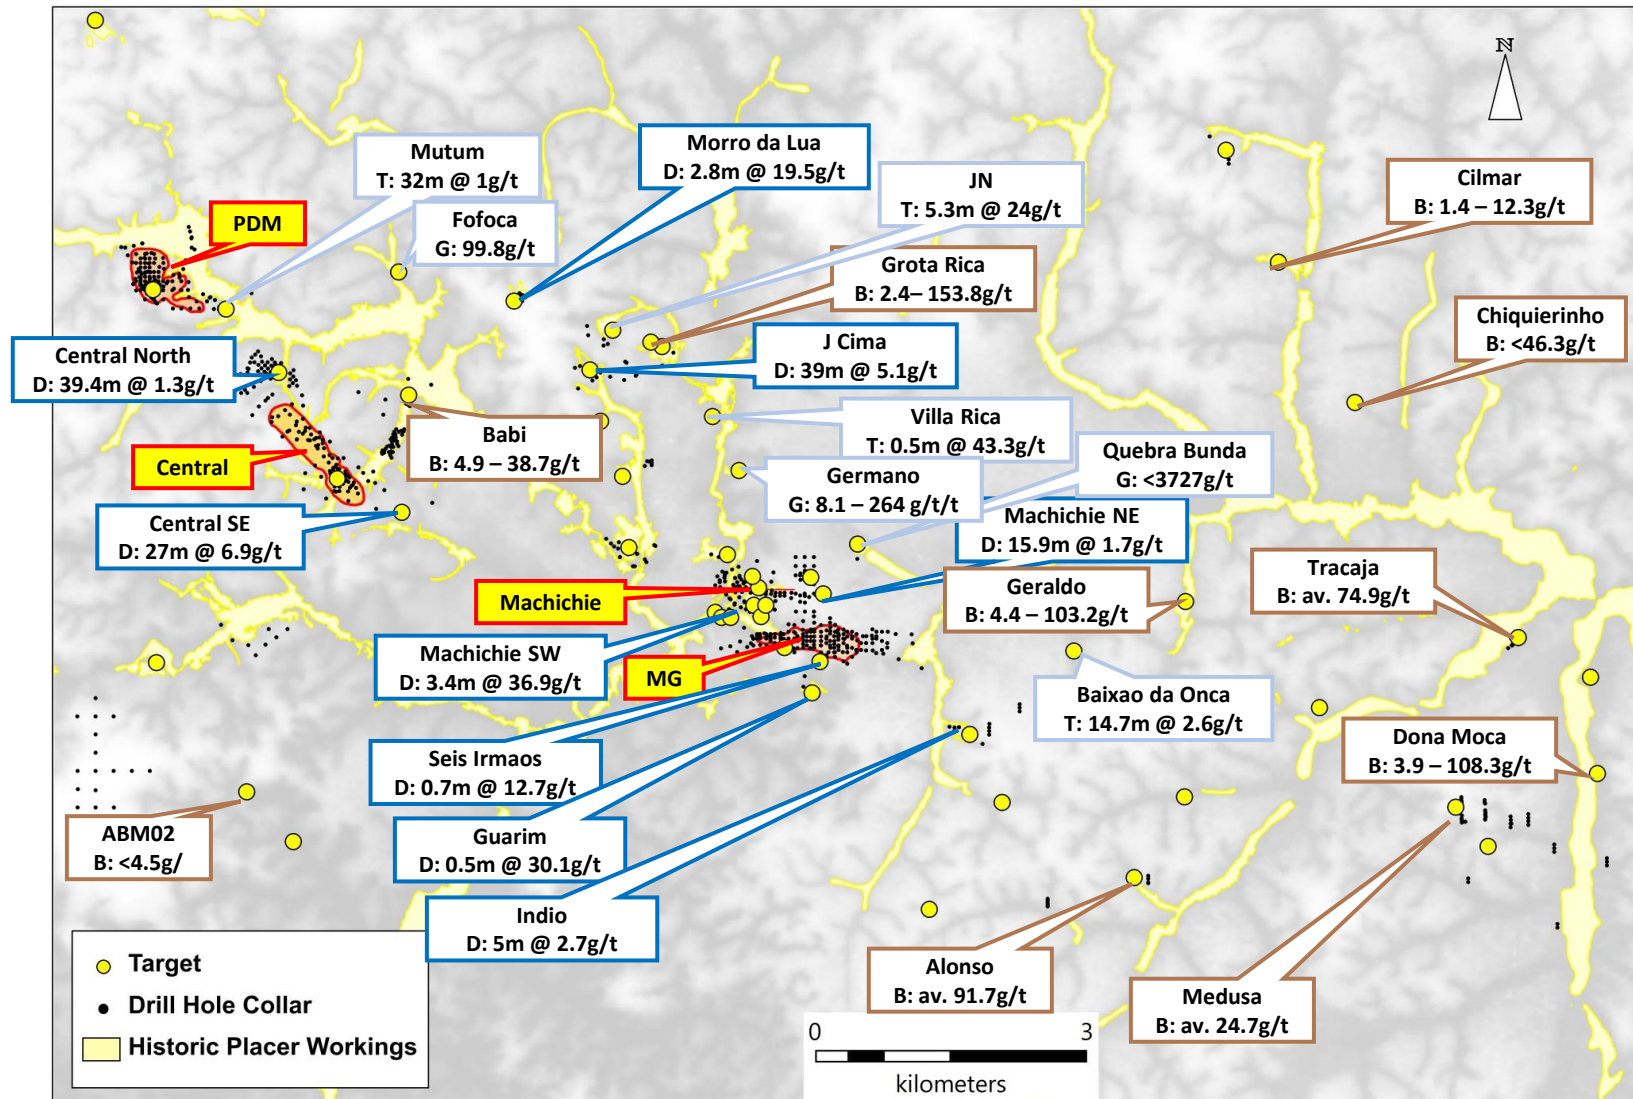 N
Mutum
T: 32m @ 1g/t
Morro da Lua
D: 2.8m @ 19.5g/t
JN
T: 5.3m @ 24g/t
Cilmar
B: 1.4 – 12.3g/t
PDM
Fofoca
G: 99.8g/t
Grota Rica
B: 2.4– 153.8g/t
Chiquierinho
B: <46.3g/t
Central North
D: 39.4m @ 1.3g/t
J Cima
D: 39m @ 5.1g/t
Babi
B: 4.9 – 38.7g/t
Villa Rica
T: 0.5m @ 43.3g/t
Quebra Bunda
G: <3727g/t
Central
Germano
G: 8.1 – 264 g/t/t
Central SE
D: 27m @ 6.9g/t
Machichie NE
D: 15.9m @ 1.7g/t
Machichie
Geraldo
B: 4.4 – 103.2g/t
Tracaja
B: av. 74.9g/t
Machichie SW
D: 3.4m @ 36.9g/t
MG
Baixao da Onca
T: 14.7m @ 2.6g/t
Seis Irmaos
D: 0.7m @ 12.7g/t
Dona Moca
B: 3.9 – 108.3g/t
ABM02
B: <4.5g/
Guarim
D: 0.5m @ 30.1g/t
Indio
D: 5m @ 2.7g/t
Alonso
B: av. 91.7g/t
Medusa
B: av. 24.7g/t
Target
Drill Hole Collar
Historic Placer Workings
0 3
kilometers